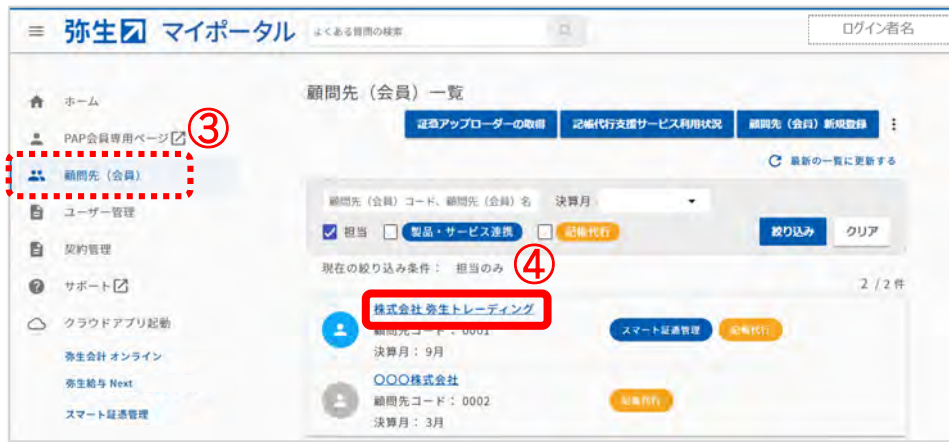 弥生 マイポータル よくある質問の検索 ログイン者名
ホーム
PAP会員専用ページ
③
顧問先（会員）
ユーザー管理
契約管理
サポート
クラウドアプリ起動
弥生会計 オンライン
弥生給与 Next
スマート証憑管理
顧問先（会員）一覧
証憑アップローダーの取得 記帳代行支援サービス利用状況 顧問先（会員）新規登録
最新の一覧に更新する
顧問先（会員）コード、顧問先（会員）名 決算月
担当 製品・サービス連携 記帳代行 絞り込み クリア
現在の絞り込み条件： 担当のみ
④
2 / 2 件
株式会社 弥生トレーディング
顧問先コード： 0001 スマート証憑管理 記帳代行
決算月： 9月
〇〇〇株式会社
顧問先コード： 0002 記帳代行
決算月： 3月